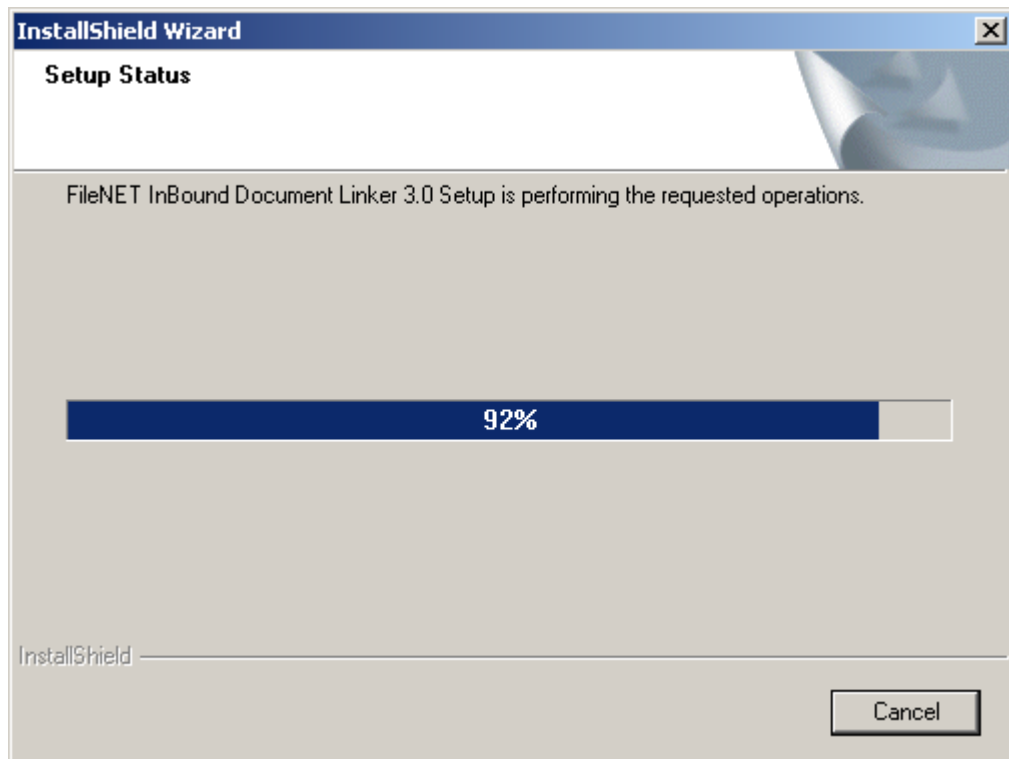 InstallShield Wizard
Setup Status
FileNET InBound Document Linker 3.0 Setup is performing the requested operations.
92%
InstallShield
Cancel